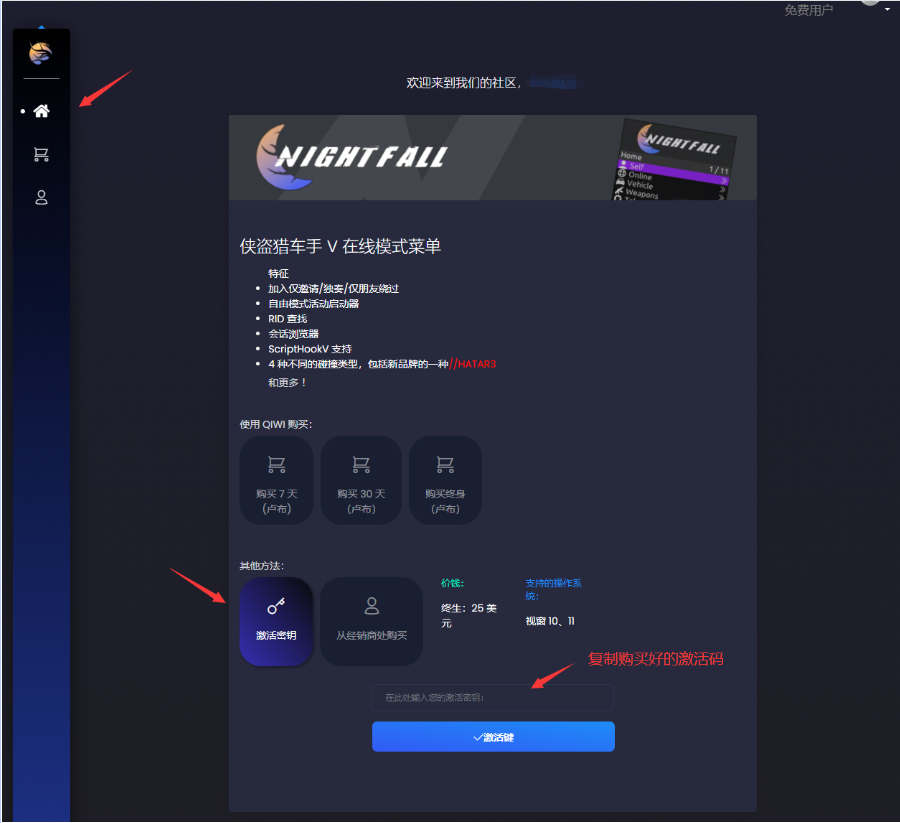 免费用户
欢迎来到我们的社区，
NIGHTFALL
NIGHTFALL
Home
1 / 11
Self
Online
Vehicle
Weapons
侠盗猎车手 V 在线模式菜单
特征
加入仅邀请/独奏/仅朋友绕过
自由模式活动启动器
RID 查找
会话浏览器
ScriptHookV 支持
4 种不同的碰撞类型，包括新品牌的一种//HATAR3
和更多！
使用 QIWI 购买：
购买 7 天
（卢布）
购买 30 天
（卢布）
购买终身
（卢布）
其他方法：
激活密钥
从经销商处购买
价钱：
终生：25 美
元
支持的操作系
统：
视窗 10、11
复制购买好的激活码
在此处输入您的激活密钥：
激活键